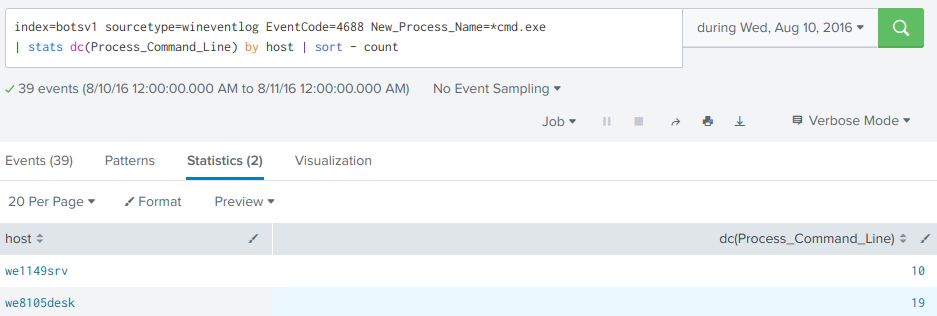 index=botsv1 sourcetype=wineventlog EventCode=4688 New_Process_Name=*cmd.exe
| stats dc(Process_Command_Line) by host | sort - count
during Wed, Aug 10, 2016
39 events (8/10/16 12:00:00.000 AM to 8/11/16 12:00:00.000 AM) No Event Sampling
Job Verbose Mode
Events (39) Patterns Statistics (2) Visualization
20 Per Page Format Preview
host dc(Process_Command_Line)
we1149srv 10
we8105desk 19